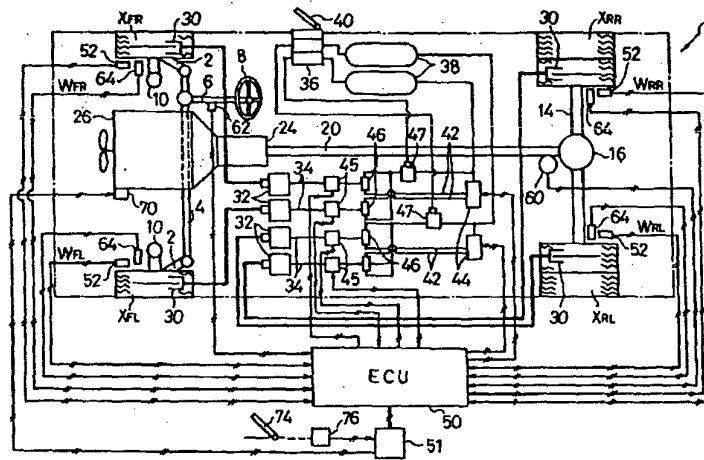 XFR 30 40 XRR
52 2 8 36 38 30 52
64 6 WRR
WFR 10 62 24 20 46 47 42 14 64
26 45 16
32 34 47 60
70 4 64
10 46 WRL 52
64 32 45 44
WFL 2 34 42
52 30 30
XFL XRL
ECU
74 76 50
51